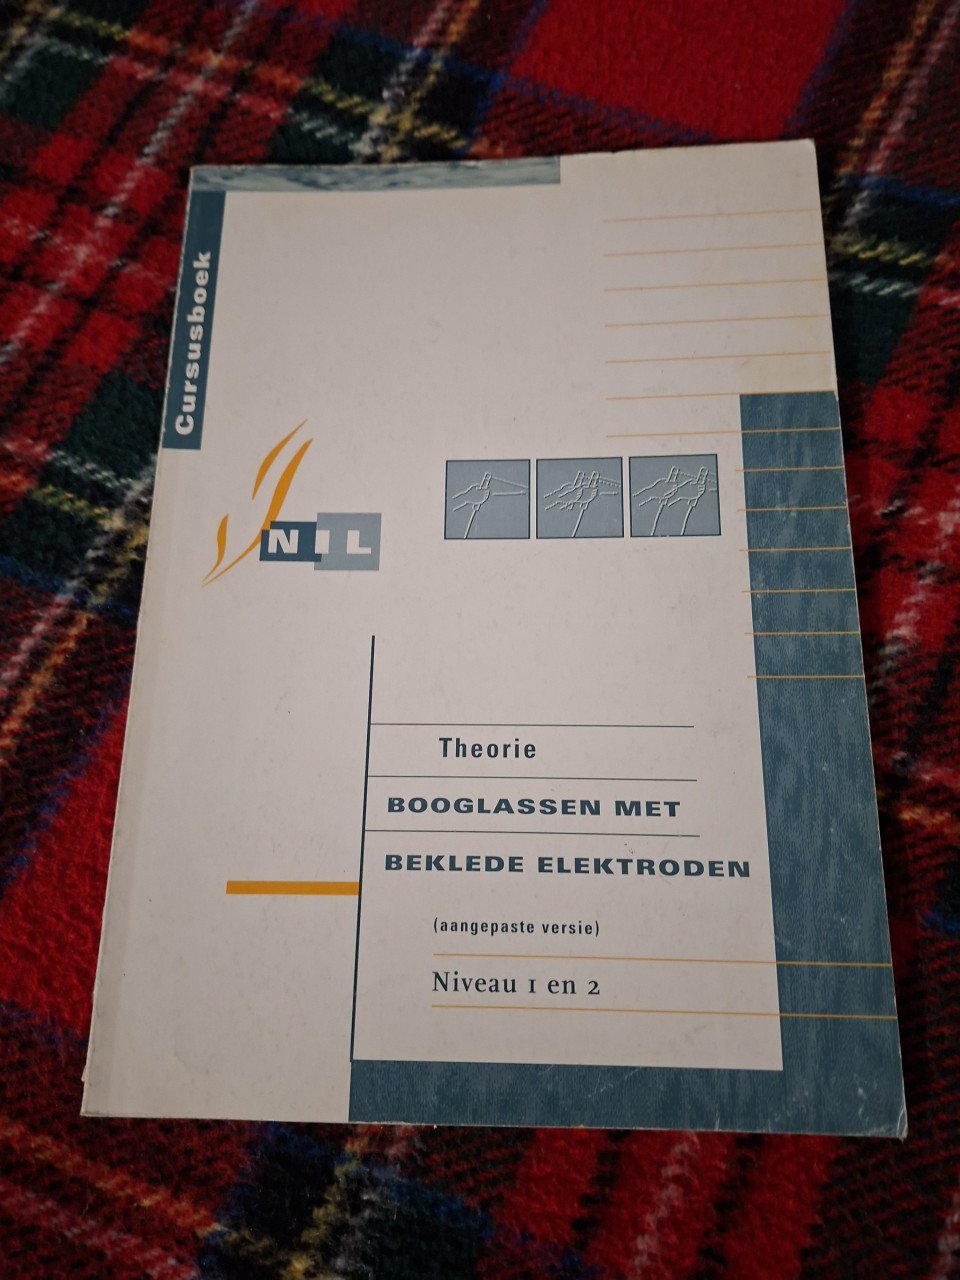 Cursusboek
NIL
Theorie
BOOGLASSEN MET
BEKLEDE ELEKTRODEN
(aangepaste versie)
Niveau 1 en 2